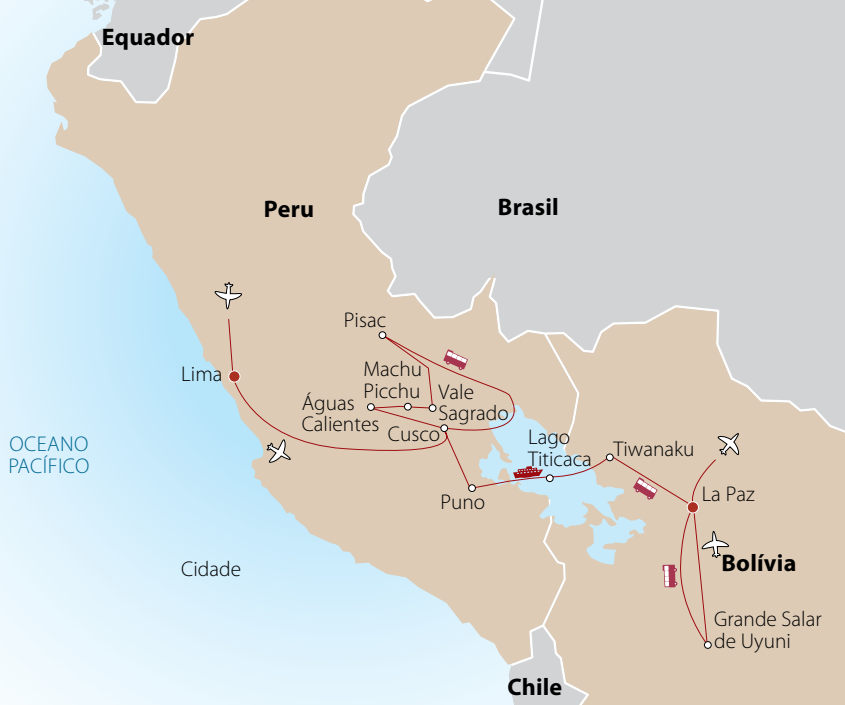 Equador
Peru
Brasil
Pisac
Machu
Picchu
Lima
Vale
Sagrado
Águas
Calientes
Cusco
OCEANO
PACÍFICO
Lago
Titicaca
Tiwanaku
Puno
La Paz
Cidade
Bolívia
Grande Salar
de Uyuni
Chile